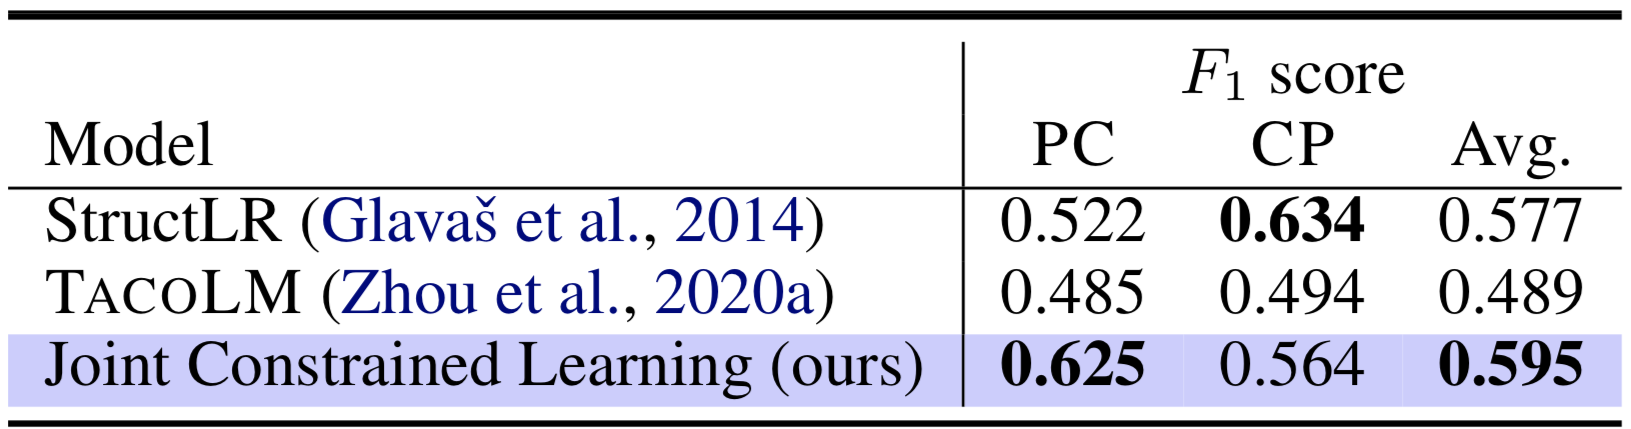 F1 score
Model PC CP Avg.
StructLR (Glavaš et al., 2014) 0.522 0.634 0.577
TACOLM (Zhou et al., 2020a) 0.485 0.494 0.489
Joint Constrained Learning (ours) 0.625 0.564 0.595